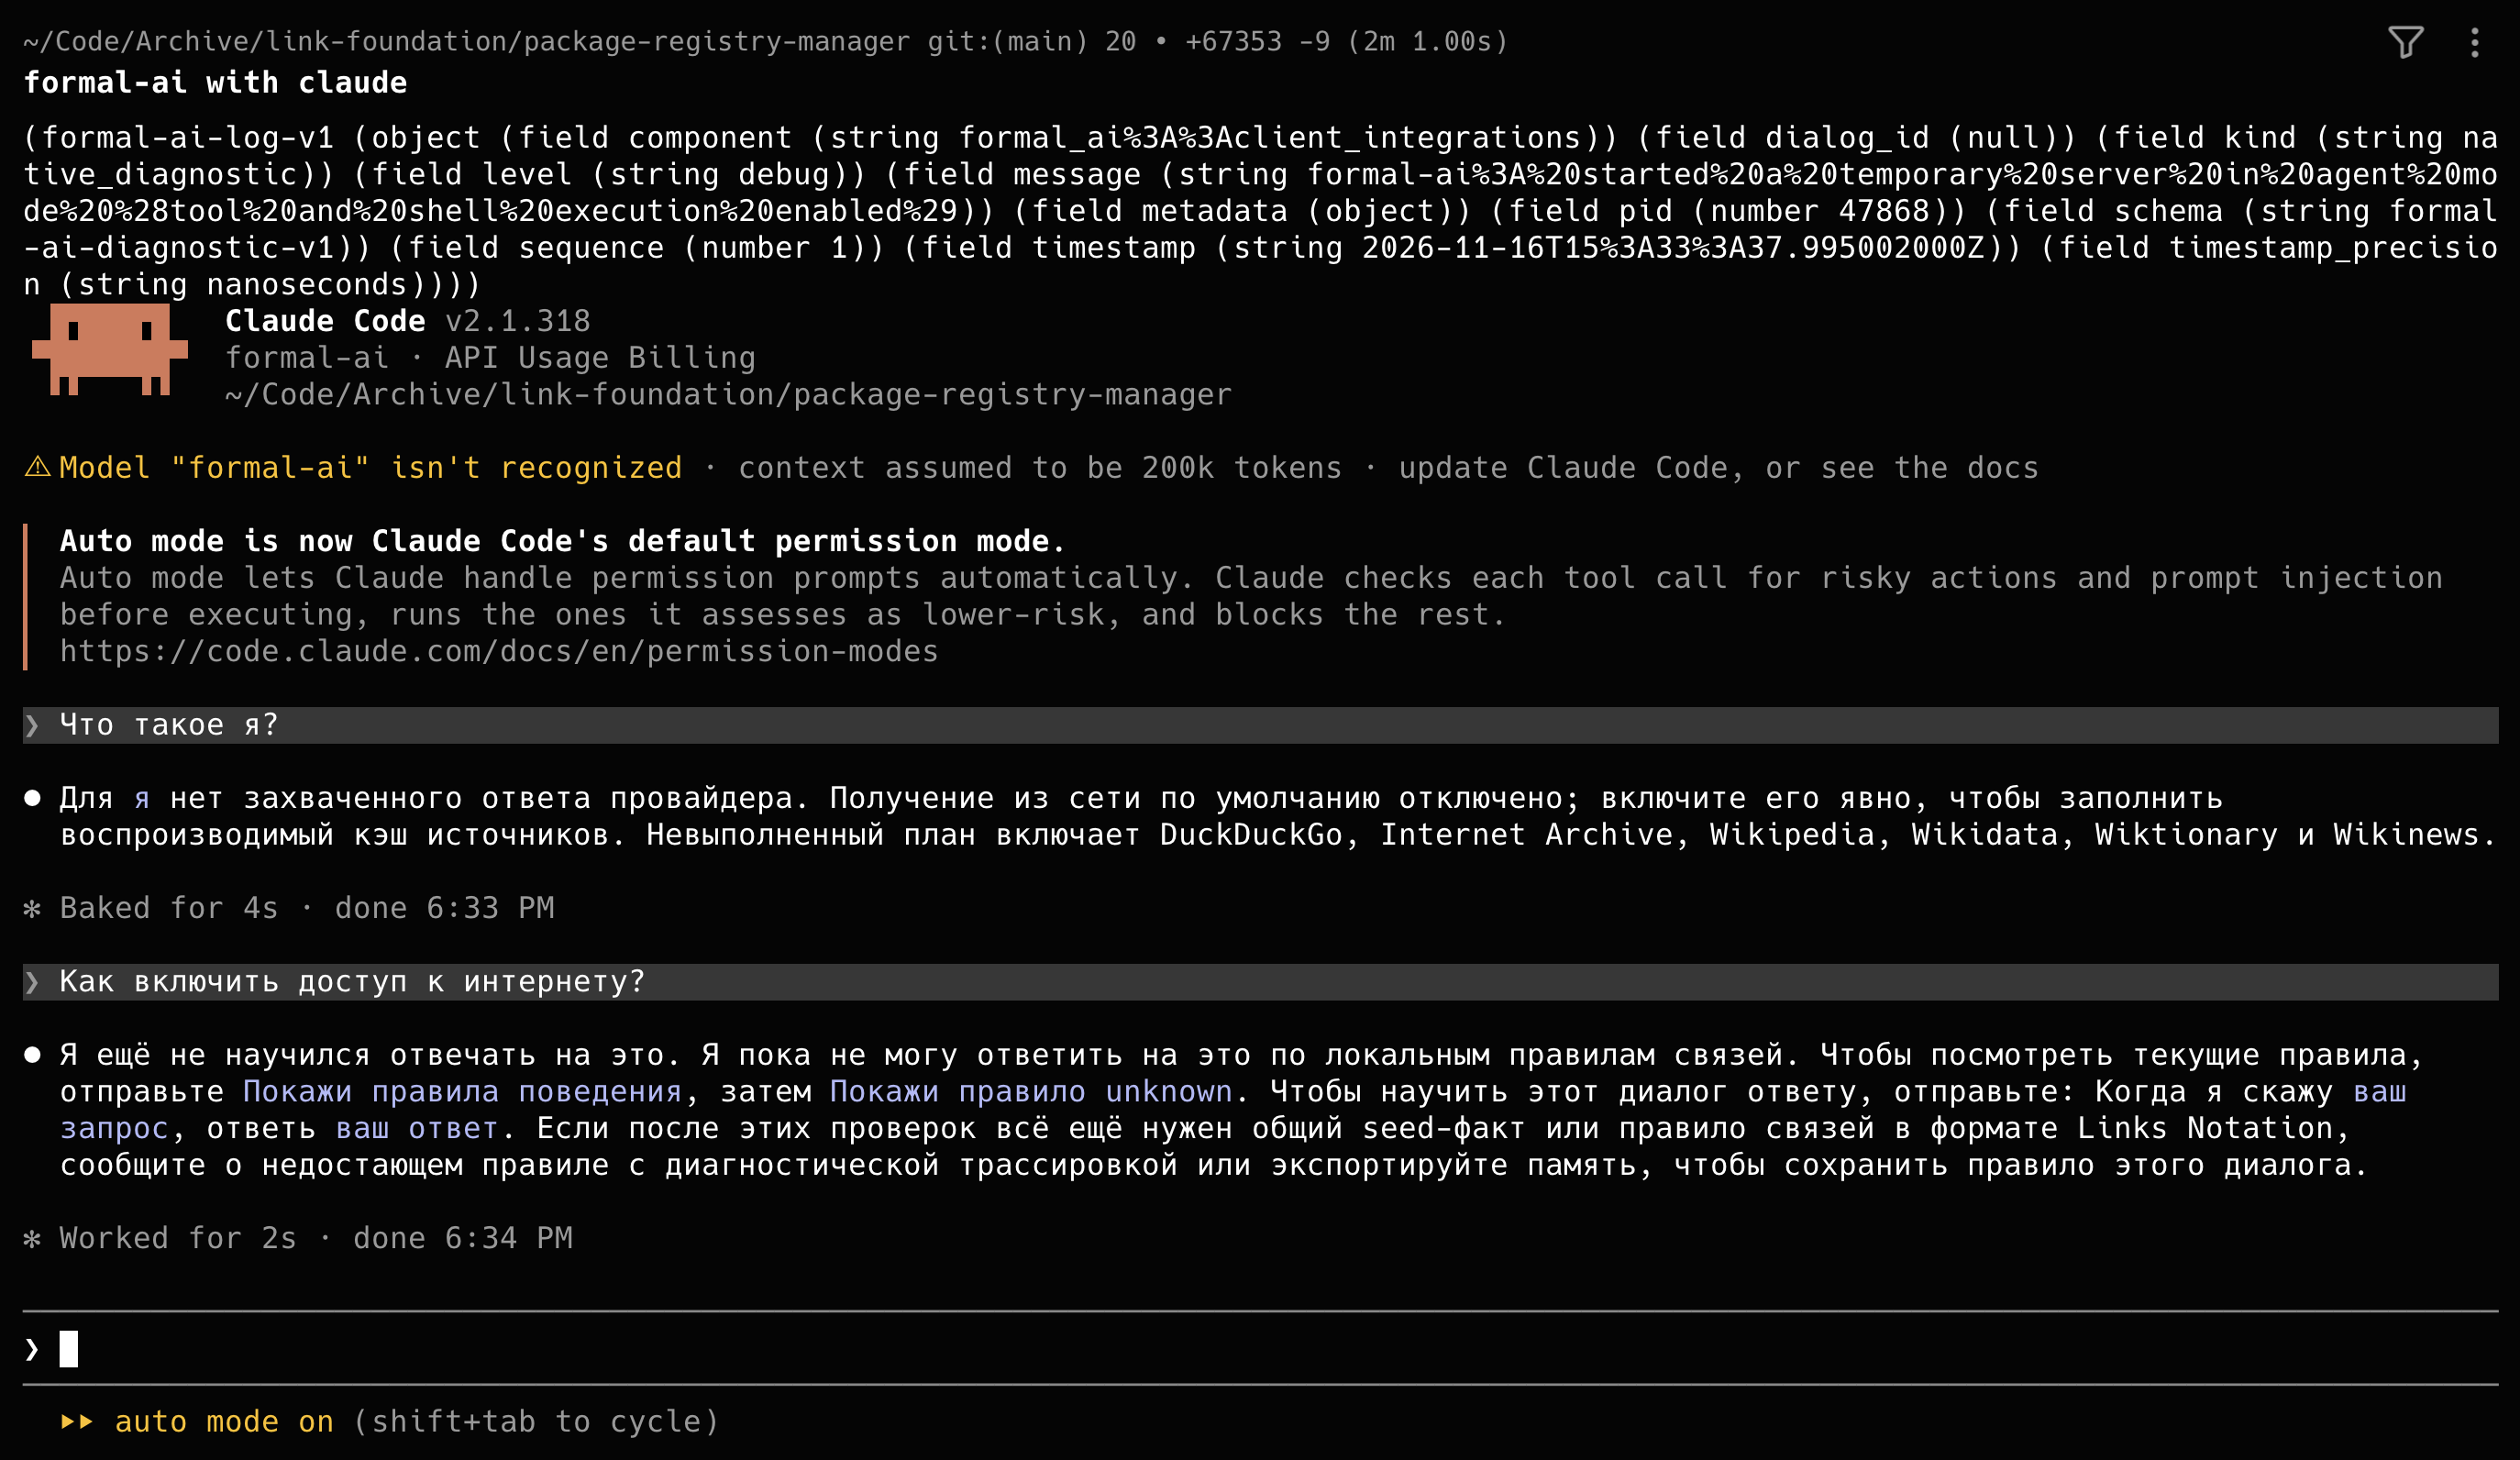 ~/Code/Archive/link-foundation/package-registry-manager git:(main) 20 • +67353 -9 (2m 1.00s)
formal-ai with claude
(formal-ai-log-v1 (object (field component (string formal_ai%3A%3Aclient_integrations)) (field dialog_id (null)) (field kind (string na
tive_diagnostic)) (field level (string debug)) (field message (string formal-ai%3A%20started%20a%20temporary%20server%20in%20agent%20mo
de%20%28tool%20and%20shell%20execution%20enabled%29)) (field metadata (object)) (field pid (number 47868)) (field schema (string formal
-ai-diagnostic-v1)) (field sequence (number 1)) (field timestamp (string 2026-11-16T15%3A33%3A37.995002000Z)) (field timestamp_precisio
n (string nanoseconds))))
Claude Code v2.1.318
formal-ai · API Usage Billing
~/Code/Archive/link-foundation/package-registry-manager
⚠ Model "formal-ai" isn't recognized · context assumed to be 200k tokens · update Claude Code, or see the docs
Auto mode is now Claude Code's default permission mode.
Auto mode lets Claude handle permission prompts automatically. Claude checks each tool call for risky actions and prompt injection
before executing, runs the ones it assesses as lower-risk, and blocks the rest.
https://code.claude.com/docs/en/permission-modes
❯ Что такое я?
● Для я нет захваченного ответа провайдера. Получение из сети по умолчанию отключено; включите его явно, чтобы заполнить
воспроизводимый кэш источников. Невыполненный план включает DuckDuckGo, Internet Archive, Wikipedia, Wikidata, Wiktionary и Wikinews.
✻ Baked for 4s · done 6:33 PM
❯ Как включить доступ к интернету?
● Я ещё не научился отвечать на это. Я пока не могу ответить на это по локальным правилам связей. Чтобы посмотреть текущие правила,
отправьте Покажи правила поведения, затем Покажи правило unknown. Чтобы научить этот диалог ответу, отправьте: Когда я скажу ваш
запрос, ответь ваш ответ. Если после этих проверок всё ещё нужен общий seed-факт или правило связей в формате Links Notation,
сообщите о недостающем правиле с диагностической трассировкой или экспортируйте память, чтобы сохранить правило этого диалога.
✻ Worked for 2s · done 6:34 PM
❯
⏵⏵ auto mode on (shift+tab to cycle)